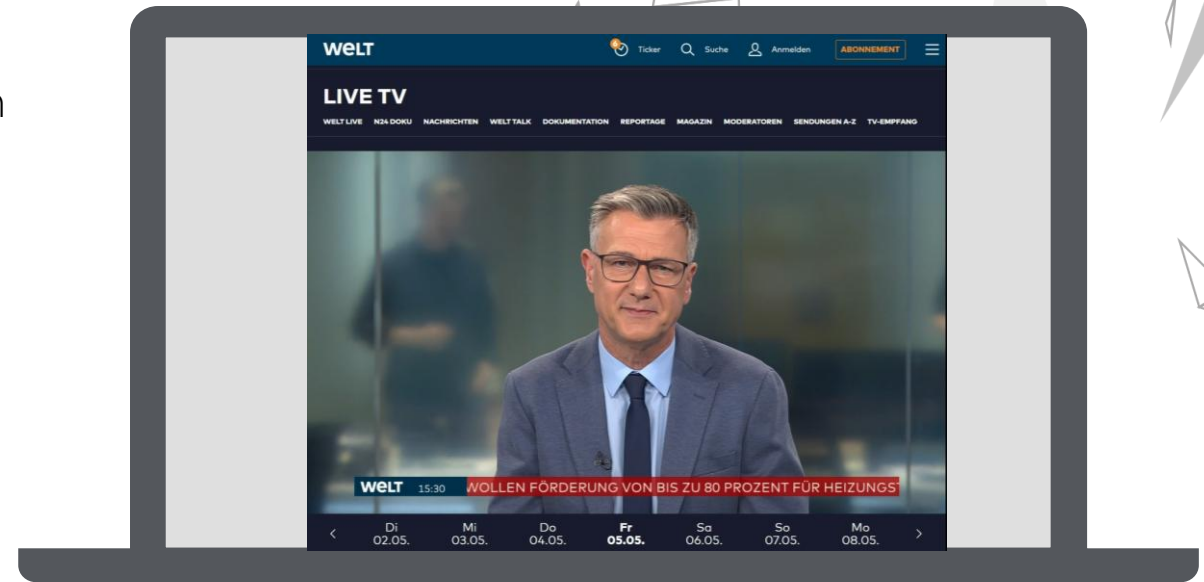 WELT Ticker Suche Anmelden ABONNEMENT
LIVE TV
WELT LIVE N24 DOKU NACHRICHTEN WELT TALK DOKUMENTATION REPORTAGE MAGAZIN MODERATOREN SENDUNGEN A-Z TV-EMPFANG
WELT 15:30 WOLLEN FÖRDERUNG VON BIS ZU 80 PROZENT FÜR HEIZUNGS
Di Mi Do Fr Sa So Mo
02.05. 03.05. 04.05. 05.05. 06.05. 07.05. 08.05.